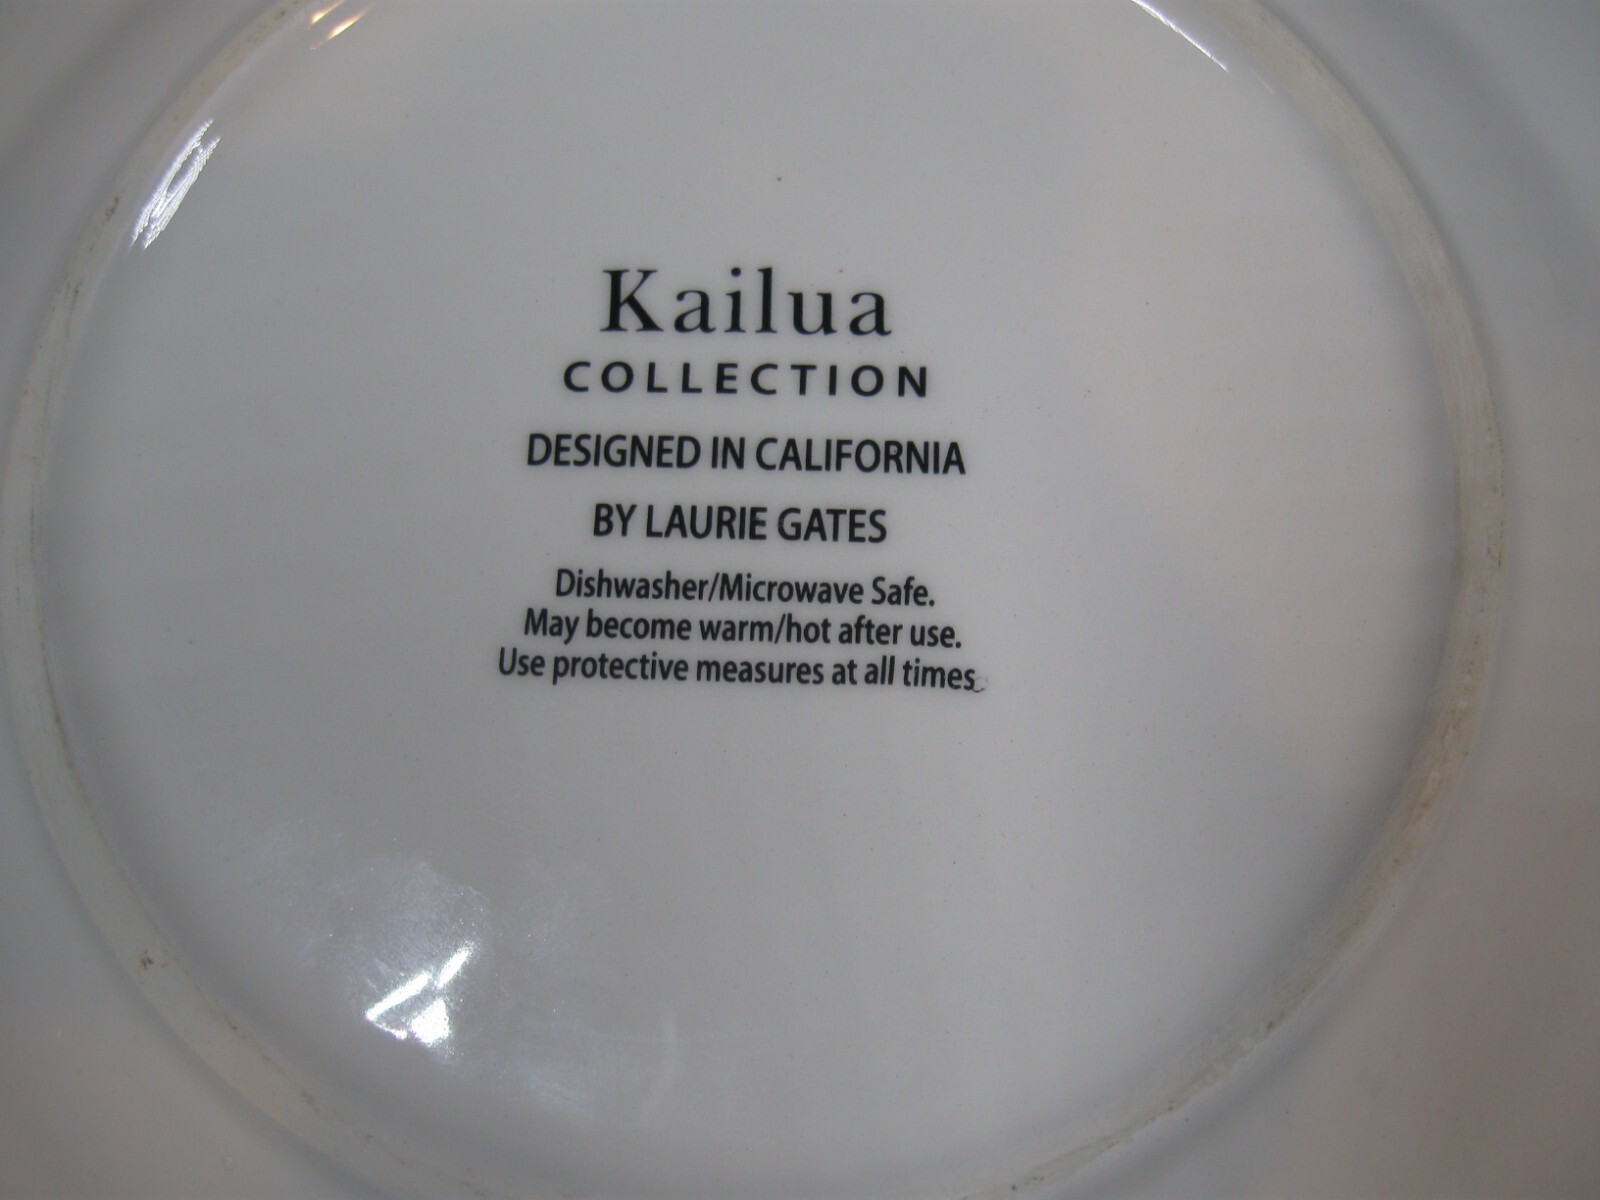 Kailua
COLLECTION
DESIGNED IN CALIFORNIA
BY LAURIE GATES
Dishwasher/Microwave Safe.
May become warm/hot after use.
Use protective measures at all times.